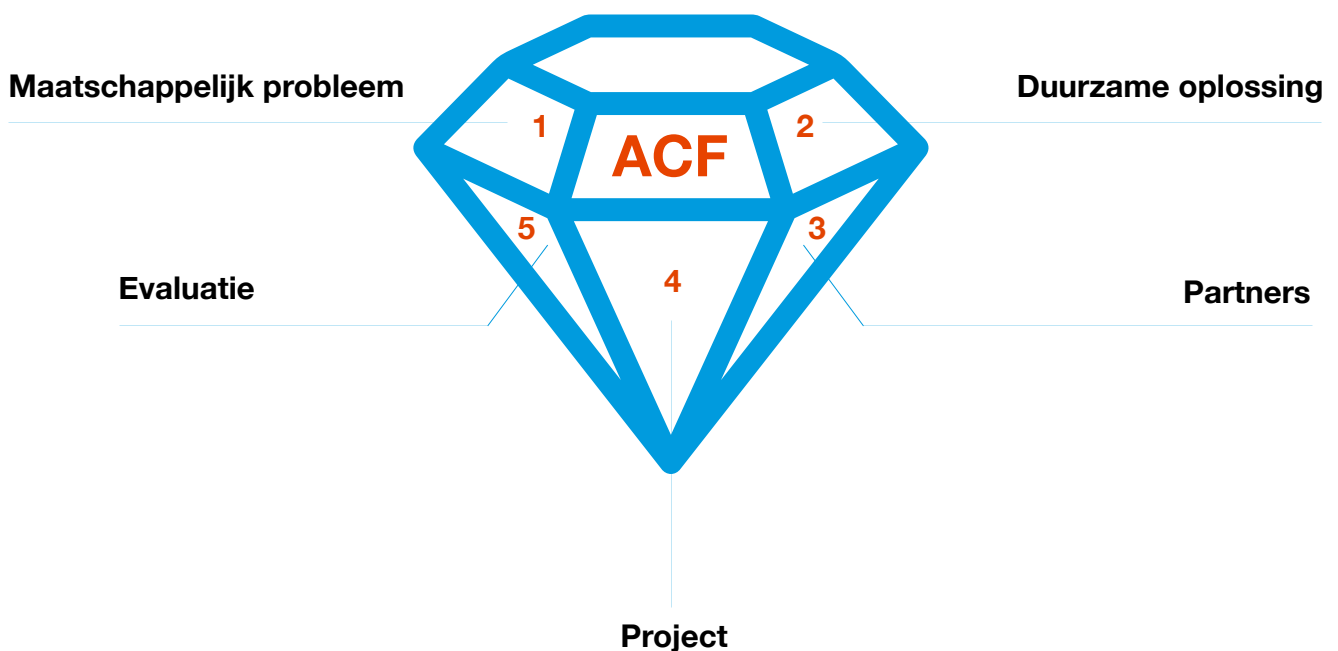 Maatschappelijk probleem
Duurzame oplossing
1
ACF
2
5
3
4
Evaluatie
Partners
Project